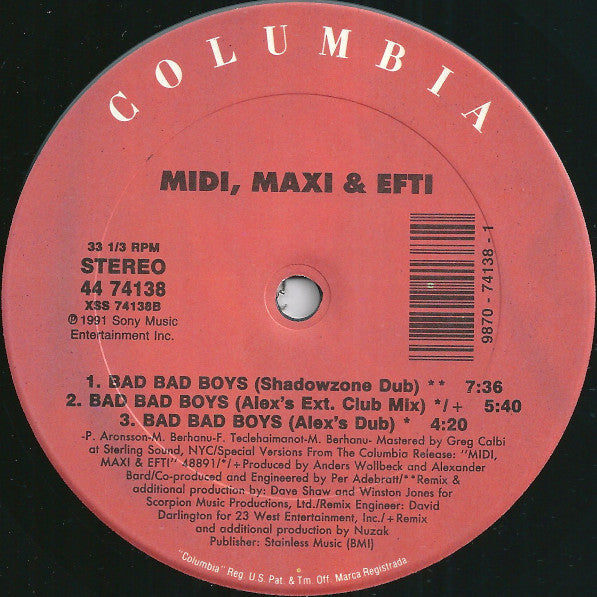 COLUMBIA
MIDI, MAXI & EFTI
33 1/3 RPM
STEREO
44 74138
XSS 74138B
℗ 1991 Sony Music
Entertainment Inc.
9870 - 74138 - 1
1. BAD BAD BOYS (Shadowzone Dub) ** 7:36
2. BAD BAD BOYS (Alex's Ext. Club Mix) */+ 5:40
3. BAD BAD BOYS (Alex's Dub) * 4:20
-P. Aronsson-M. Berhanu-F. Teclehaimanot-M. Berhanu- Mastered by Greg Calbi
at Sterling Sound, NYC/Special Versions From The Columbia Release: "MIDI,
MAXI & EFTI" 48891/*/+Produced by Anders Wollbeck and Alexander
Bard/Co-produced and Engineered by Per Adebratt/**Remix &
additional production by: Dave Shaw and Winston Jones for
Scorpion Music Productions, Ltd./Remix Engineer: David
Darlington for 23 West Entertainment, Inc./+Remix
and additional production by Nuzak
Publisher: Stainless Music (BMI)
"Columbia" Reg. U.S. Pat. & Tm. Off. Marca Registrada